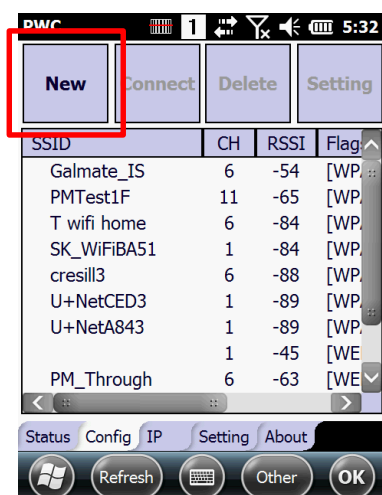 PWC 1 5:32
New Connect Delete Setting
SSID CH RSSI Flag
Galmate_IS 6 -54 [WP
PMTest1F 11 -65 [WP
T wifi home 6 -84 [WP
SK_WiFiBA51 1 -84 [WP
cresill3 6 -88 [WP
U+NetCED3 1 -89 [WP
U+NetA843 1 -89 [WP
1 -45 [WE
PM_Through 6 -63 [WE
Status Config IP Setting About
Refresh Other OK